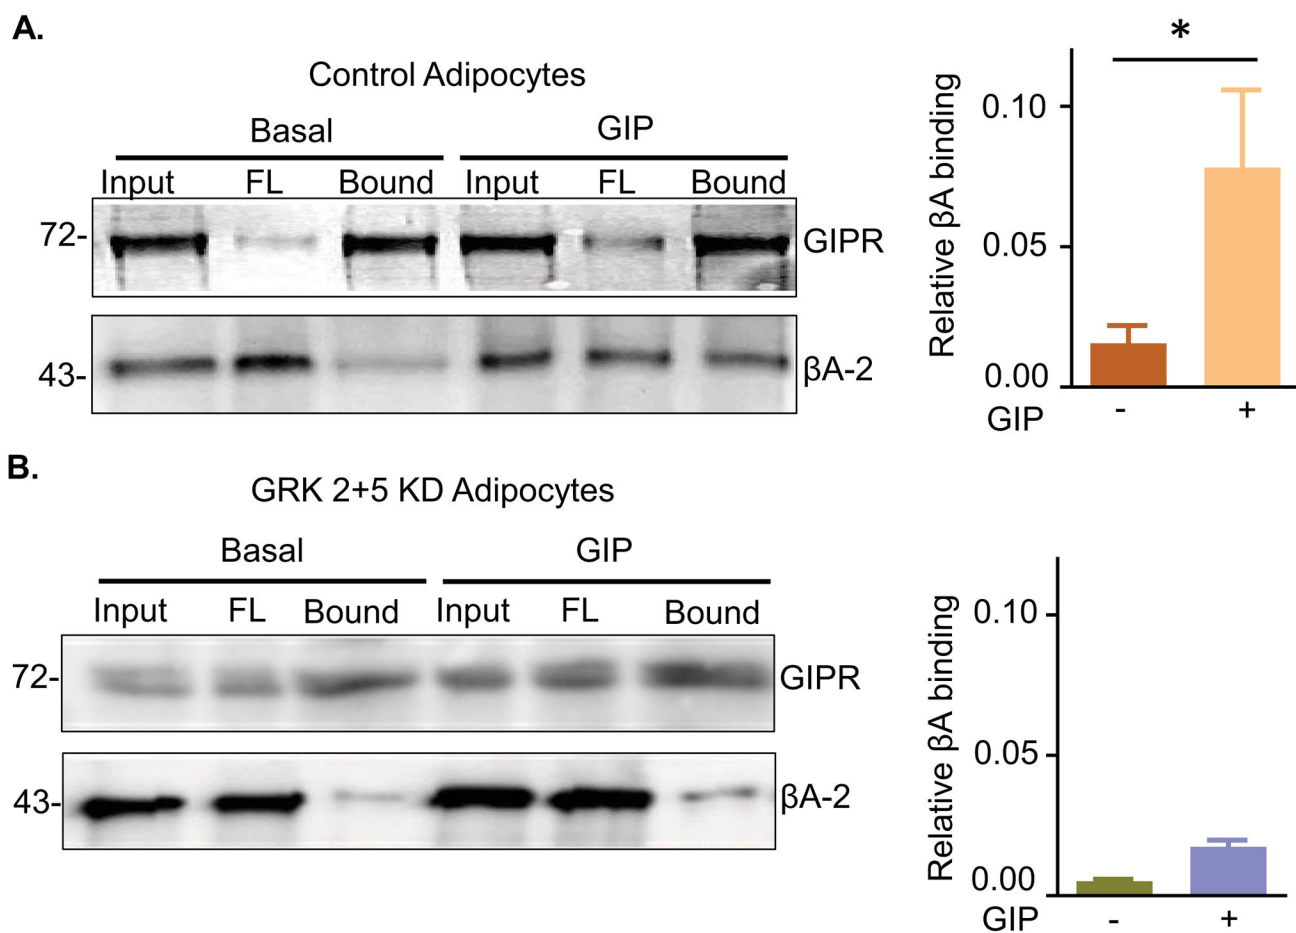 A.
Control Adipocytes
Basal GIP
Input FL Bound Input FL Bound
72- GIPR
43- βA-2
*
Relative βA binding
0.10
0.05
0.00
GIP - +
B.
GRK 2+5 KD Adipocytes
Basal GIP
Input FL Bound Input FL Bound
72- GIPR
43- βA-2
Relative βA binding
0.10
0.05
0.00
GIP - +